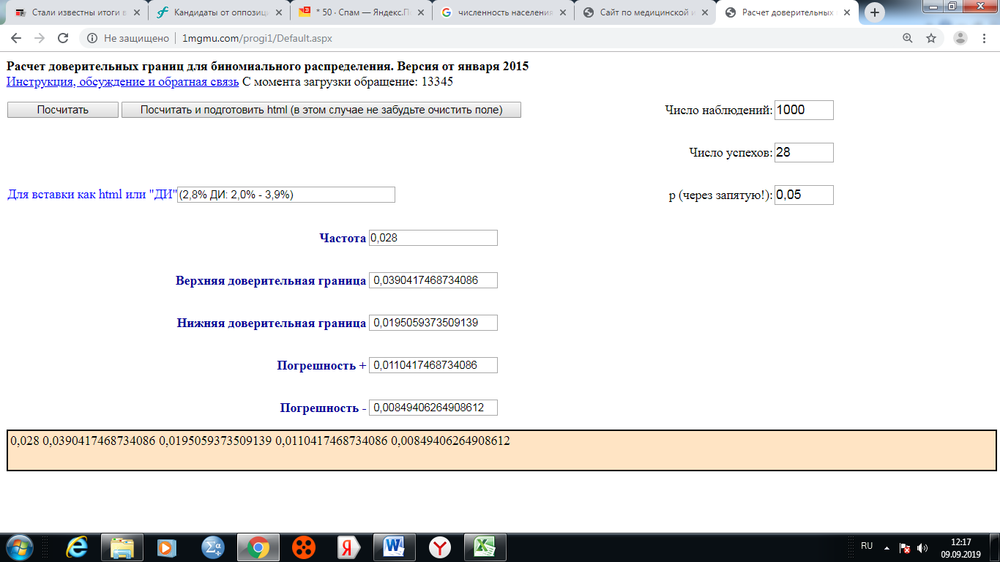 Стали известны итоги в
Кандидаты от оппозици
* 50 · Спам — Яндекс.П
численность населения
Сайт по медицинской и
Расчет доверительных
Не защищено | 1mgmu.com/progi1/Default.aspx
Расчет доверительных границ для биномиального распределения. Версия от января 2015
Инструкция, обсуждение и обратная связь С момента загрузки обращение: 13345
Посчитать Посчитать и подготовить html (в этом случае не забудьте очистить поле) Число наблюдений: 1000
Число успехов: 28
Для вставки как html или "ДИ" (2,8% ДИ: 2,0% - 3,9%) p (через запятую!): 0,05
Частота 0,028
Верхняя доверительная граница 0,0390417468734086
Нижняя доверительная граница 0,0195059373509139
Погрешность + 0,0110417468734086
Погрешность - 0,00849406264908612
0,028 0,0390417468734086 0,0195059373509139 0,0110417468734086 0,00849406264908612
RU 12:17
09.09.2019